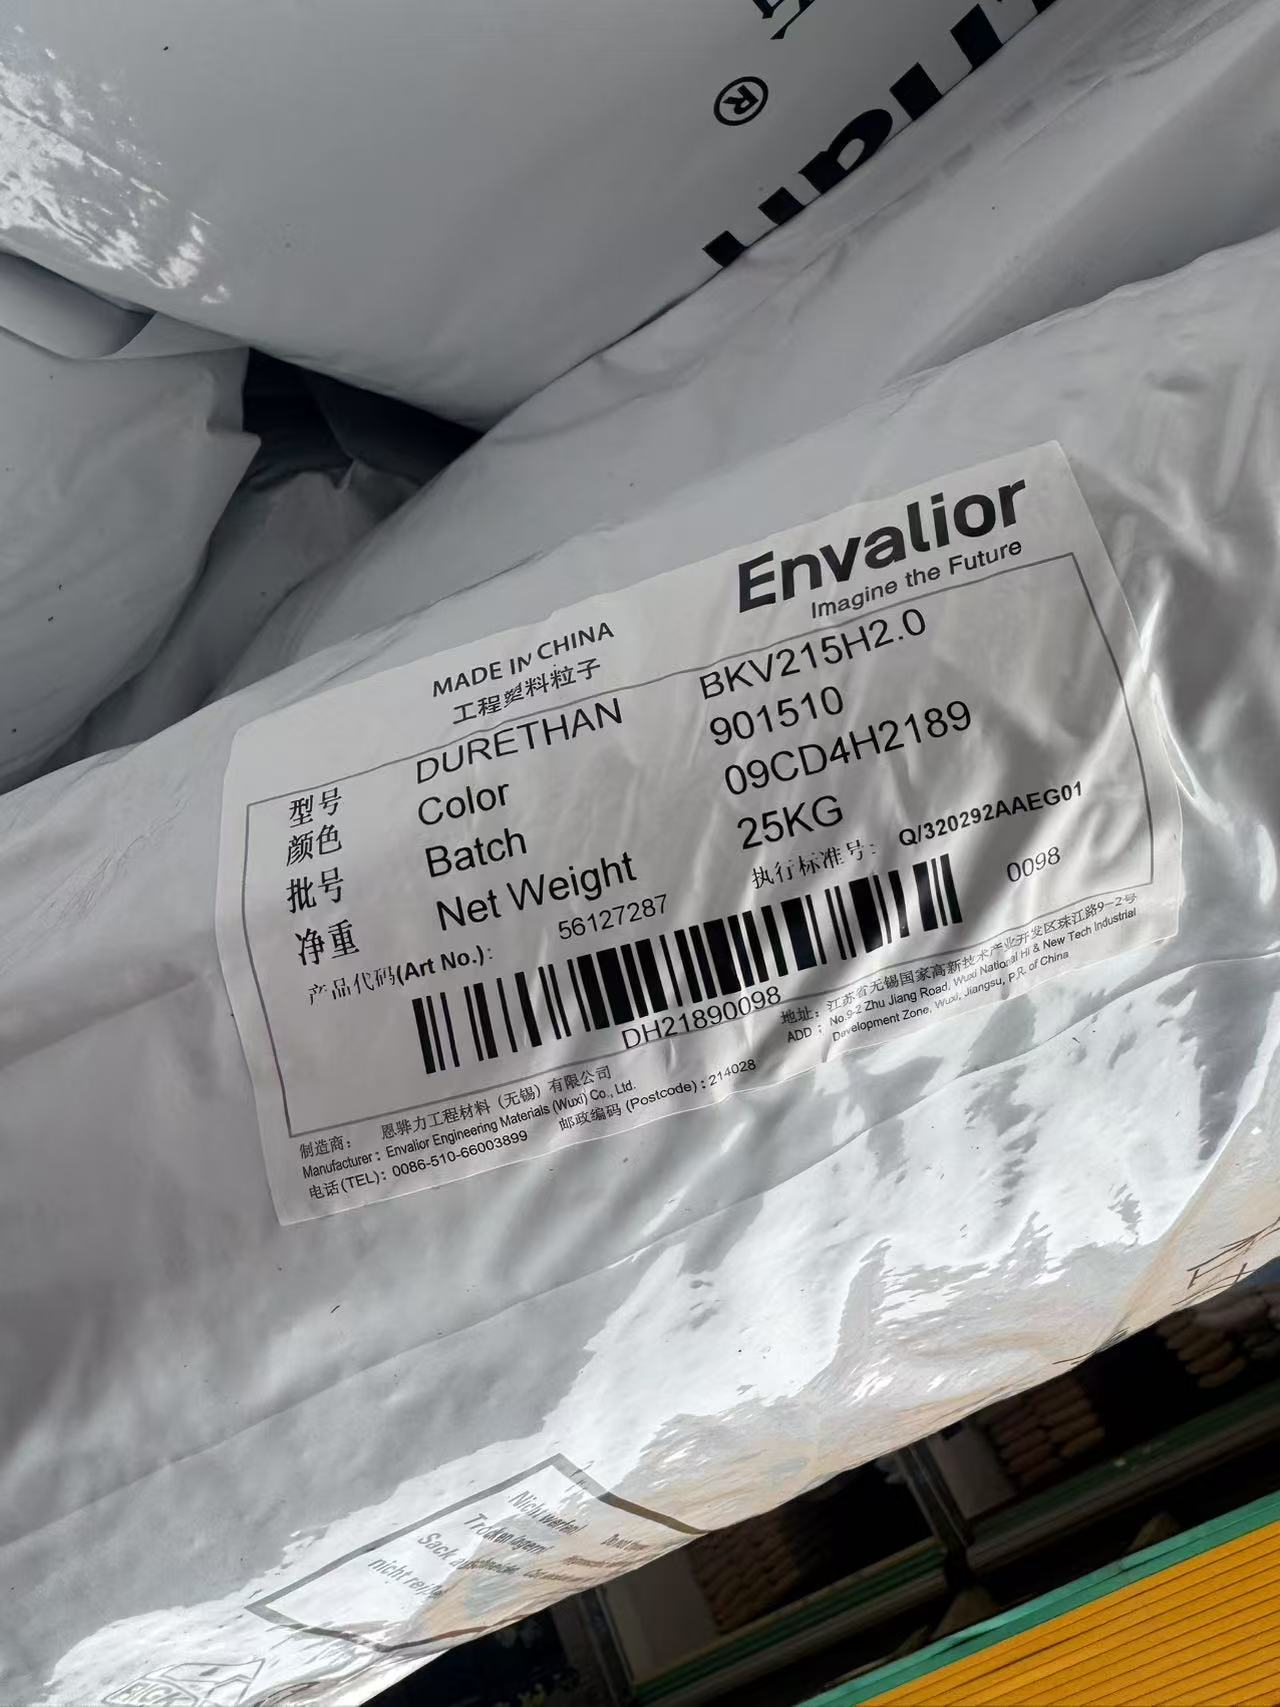 ®
Envalior
Imagine the Future
MADE IN CHINA
工程塑料粒子
型号 DURETHAN BKV215H2.0
颜色 Color 901510
批号 Batch 09CD4H2189
净重 Net Weight 25KG
产品代码(Art No.): 56127287 执行标准号: Q/320292AAEG01
0098
DH21890098
制造商: 恩骅力工程材料 (无锡) 有限公司 地址: 江苏省无锡国家高新技术产业开发区珠江路9-2号
Manufacturer: Envalior Engineering Materials (Wuxi) Co., Ltd. ADD: No.9-2 Zhu Jiang Road, Wuxi National Hi & New Tech Industrial
Development Zone, Wuxi, Jiangsu, P.R. of China
电话(TEL): 0086-510-66003899 邮政编码 (Postcode): 214028
Nicht werfen!
Trocken lagern!
Sack
nicht